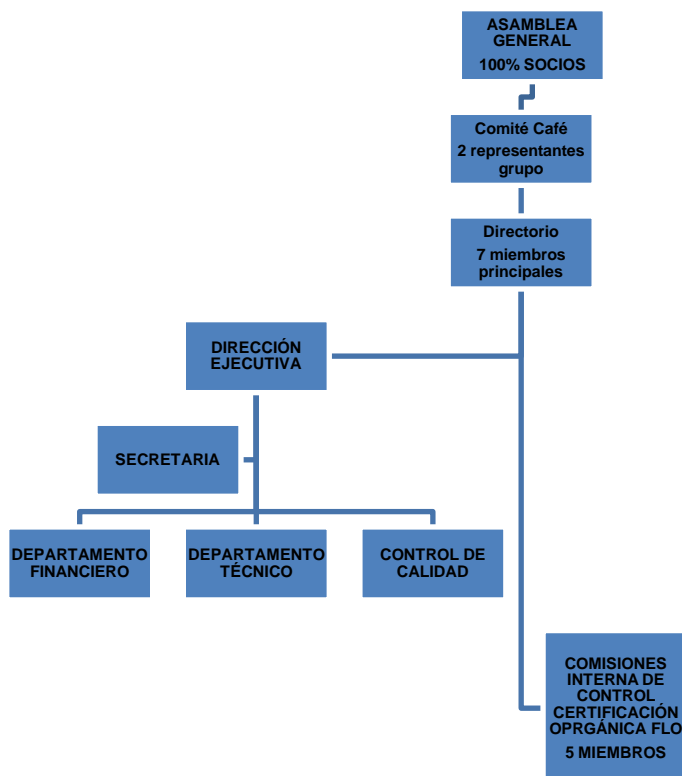 ASAMBLEA
GENERAL
100% SOCIOS
Comité Café
2 representantes
grupo
Directorio
7 miembros
principales
DIRECCIÓN
EJECUTIVA
SECRETARIA
DEPARTAMENTO
FINANCIERO
DEPARTAMENTO
TÉCNICO
CONTROL DE
CALIDAD
COMISIONES
INTERNA DE
CONTROL
CERTIFICACIÓN
OPRGÁNICA FLO
5 MIEMBROS